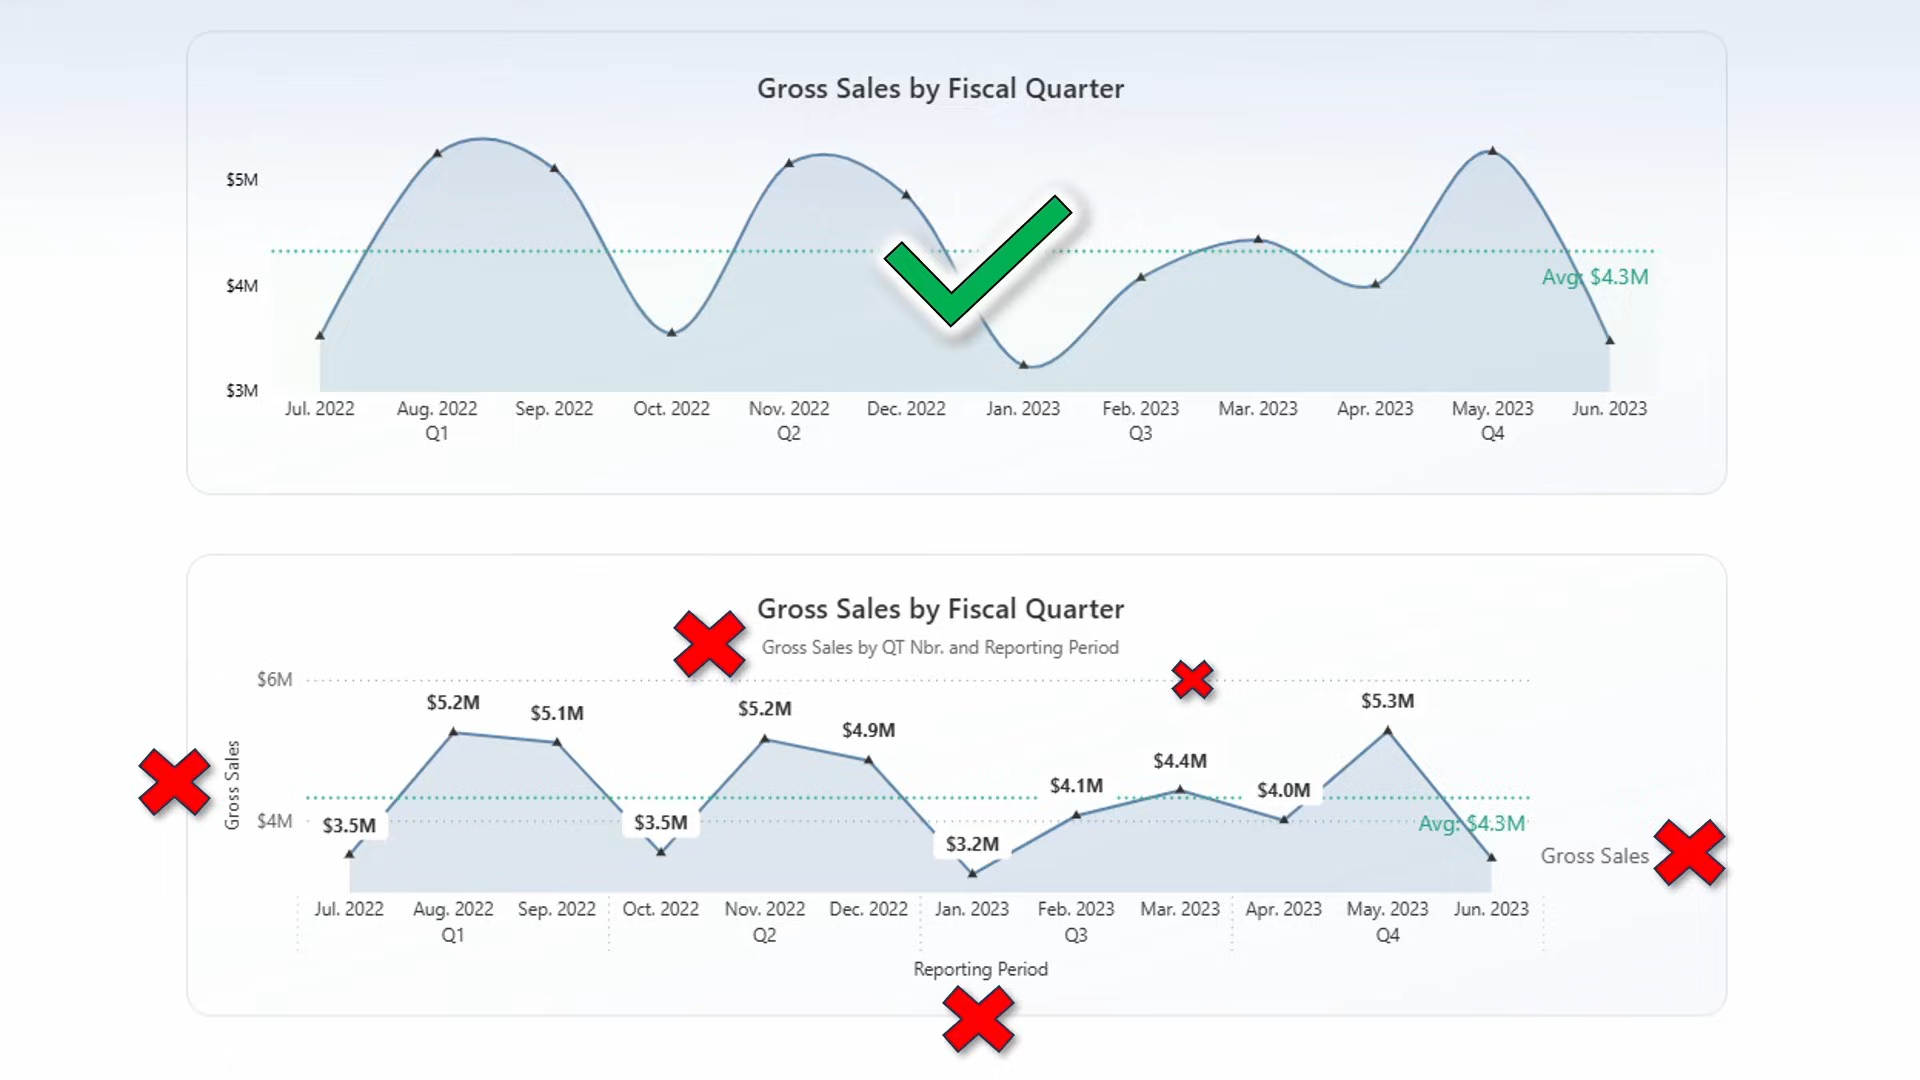 Gross Sales by Fiscal Quarter
$5M
$4M
$3M
Avg: $4.3M
Jul. 2022 Aug. 2022 Sep. 2022 Oct. 2022 Nov. 2022 Dec. 2022 Jan. 2023 Feb. 2023 Mar. 2023 Apr. 2023 May. 2023 Jun. 2023
Q1 Q2 Q3 Q4
Gross Sales by Fiscal Quarter
Gross Sales by QT Nbr. and Reporting Period
$6M
$4M
Gross Sales
$3.5M $5.2M $5.1M $3.5M $5.2M $4.9M $3.2M $4.1M $4.4M $4.0M $5.3M
Avg: $4.3M
Gross Sales
Jul. 2022 Aug. 2022 Sep. 2022 Oct. 2022 Nov. 2022 Dec. 2022 Jan. 2023 Feb. 2023 Mar. 2023 Apr. 2023 May. 2023 Jun. 2023
Q1 Q2 Q3 Q4
Reporting Period